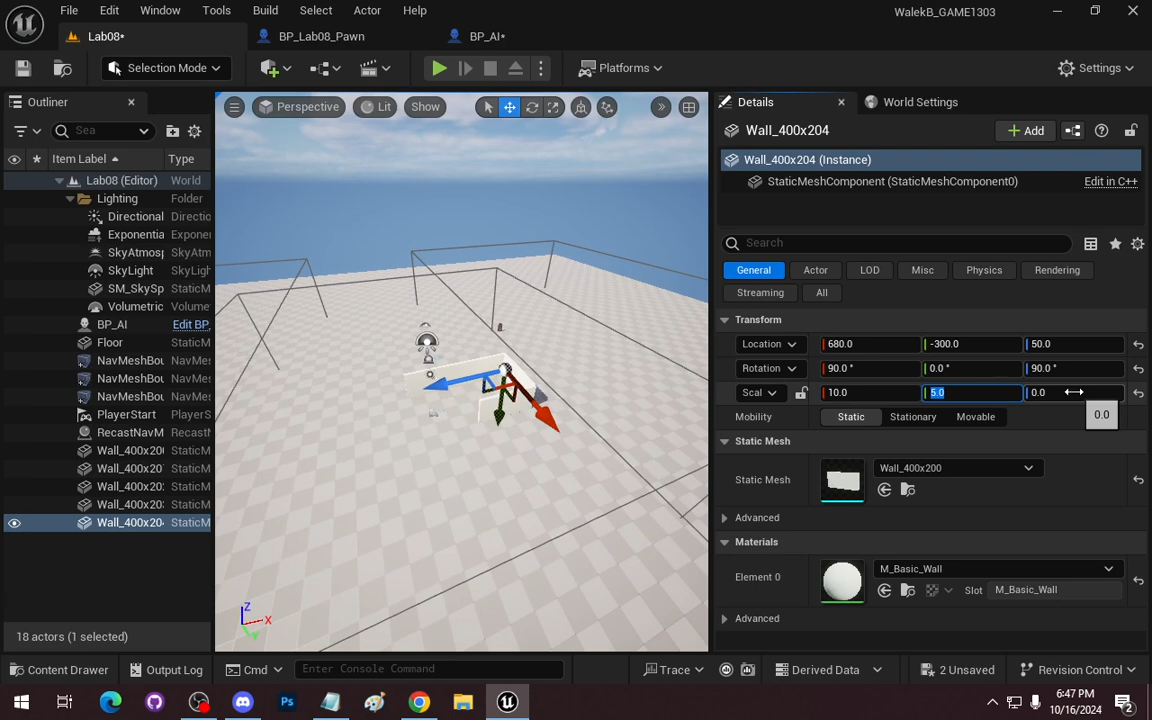 File Edit Window Tools Build Select Actor Help WalekB_GAME1303
Lab08* BP_Lab08_Pawn BP_AI*
Selection Mode Platforms Settings
Outliner Details World Settings
Sea Perspective Lit Show Wall_400x204 Add
Item Label Type Wall_400x204 (Instance)
Lab08 (Editor) World StaticMeshComponent (StaticMeshComponent0) Edit in C++
Lighting Folder
Directional Directio
Exponentia Exponen
SkyAtmosp SkyAtm
SkyLight SkyLigh
SM_SkySp StaticM
Volumetric Volume
BP_AI Edit BP_
Floor StaticM
NavMeshBou NavMes
NavMeshBou NavMes
NavMeshBou NavMes
PlayerStart PlayerS
RecastNavM Recast
Wall_400x20 StaticM
Wall_400x20 StaticM
Wall_400x20 StaticM
Wall_400x20 StaticM
Wall_400x204 StaticM
18 actors (1 selected)
Z
X
Y
Search
General Actor LOD Misc Physics Rendering
Streaming All
Transform
Location 680.0 -300.0 50.0
Rotation 90.0 ° 0.0 ° 90.0 °
Scal 10.0 5.0 0.0
0.0
Mobility Static Stationary Movable
Static Mesh
Static Mesh Wall_400x200
Advanced
Materials
Element 0 M_Basic_Wall
Slot M_Basic_Wall
Advanced
Content Drawer Output Log Cmd Enter Console Command Trace Derived Data 2 Unsaved Revision Control
6:47 PM
10/16/2024
2